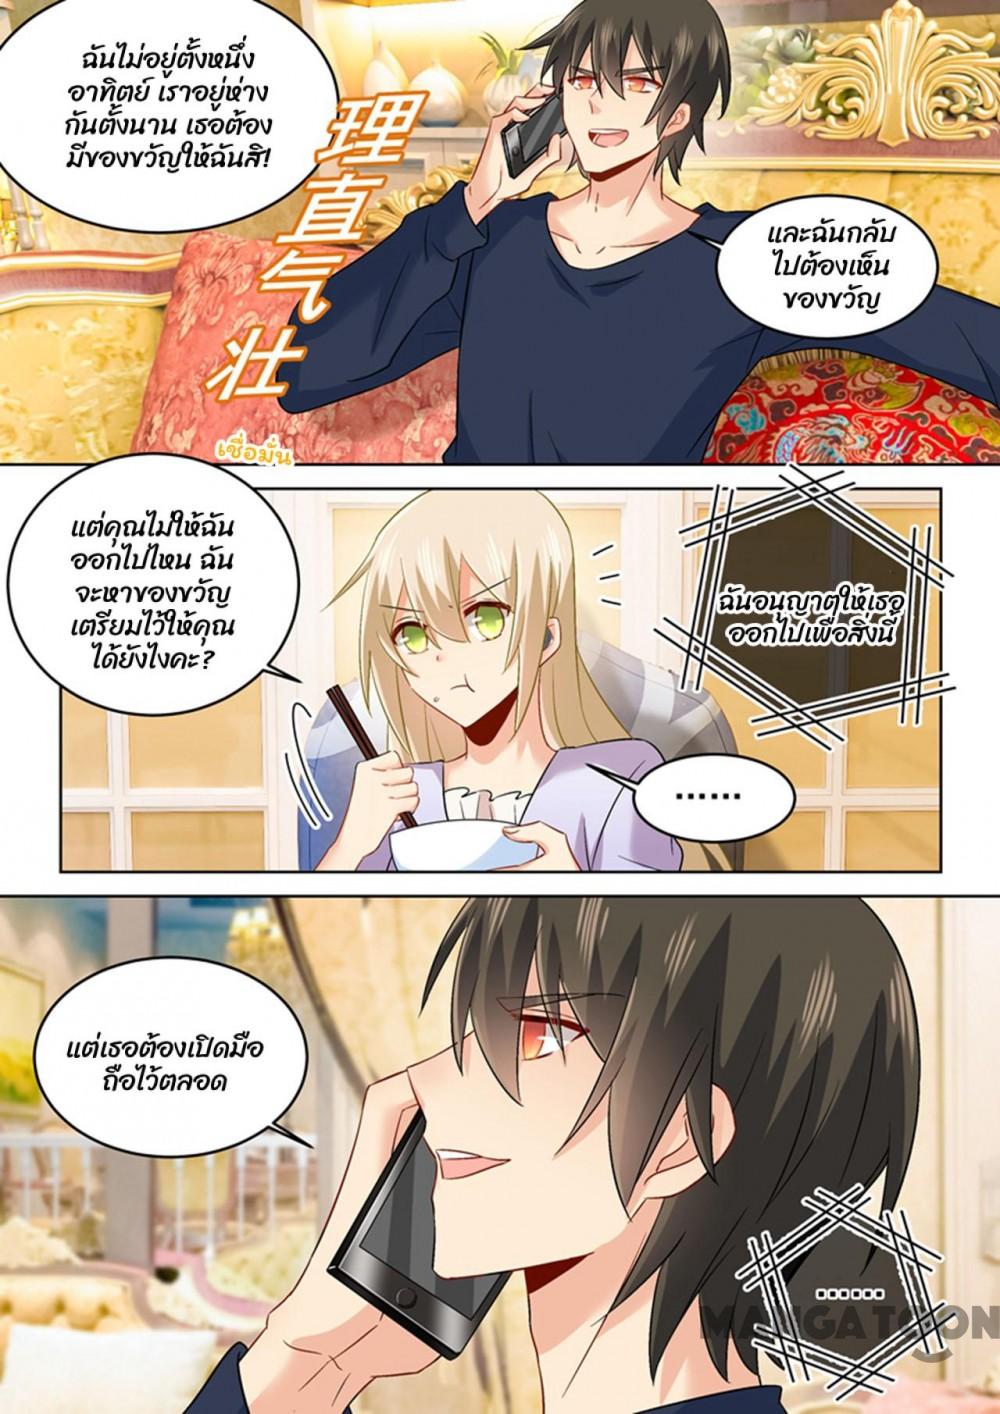 ฉันไม่อยู่ตั้งหนึ่ง
อาทิตย์ เราอยู่ห่าง
กันตั้งนาน เธอต้อง
มีของขวัญให้ฉันสิ!
理直气壮
เชื่อมั่น
และฉันกลับ
ไปต้องเห็น
ของขวัญ
แต่คุณไม่ให้ฉัน
ออกไปไหน ฉัน
จะหาของขวัญ
เตรียมไว้ให้คุณ
ได้ยังไงคะ?
ฉันอนุญาตให้เธอ
ออกไปเพื่อสิ่งนี้
......
แต่เธอต้องเปิดมือ
ถือไว้ตลอด
......
MANGATOON